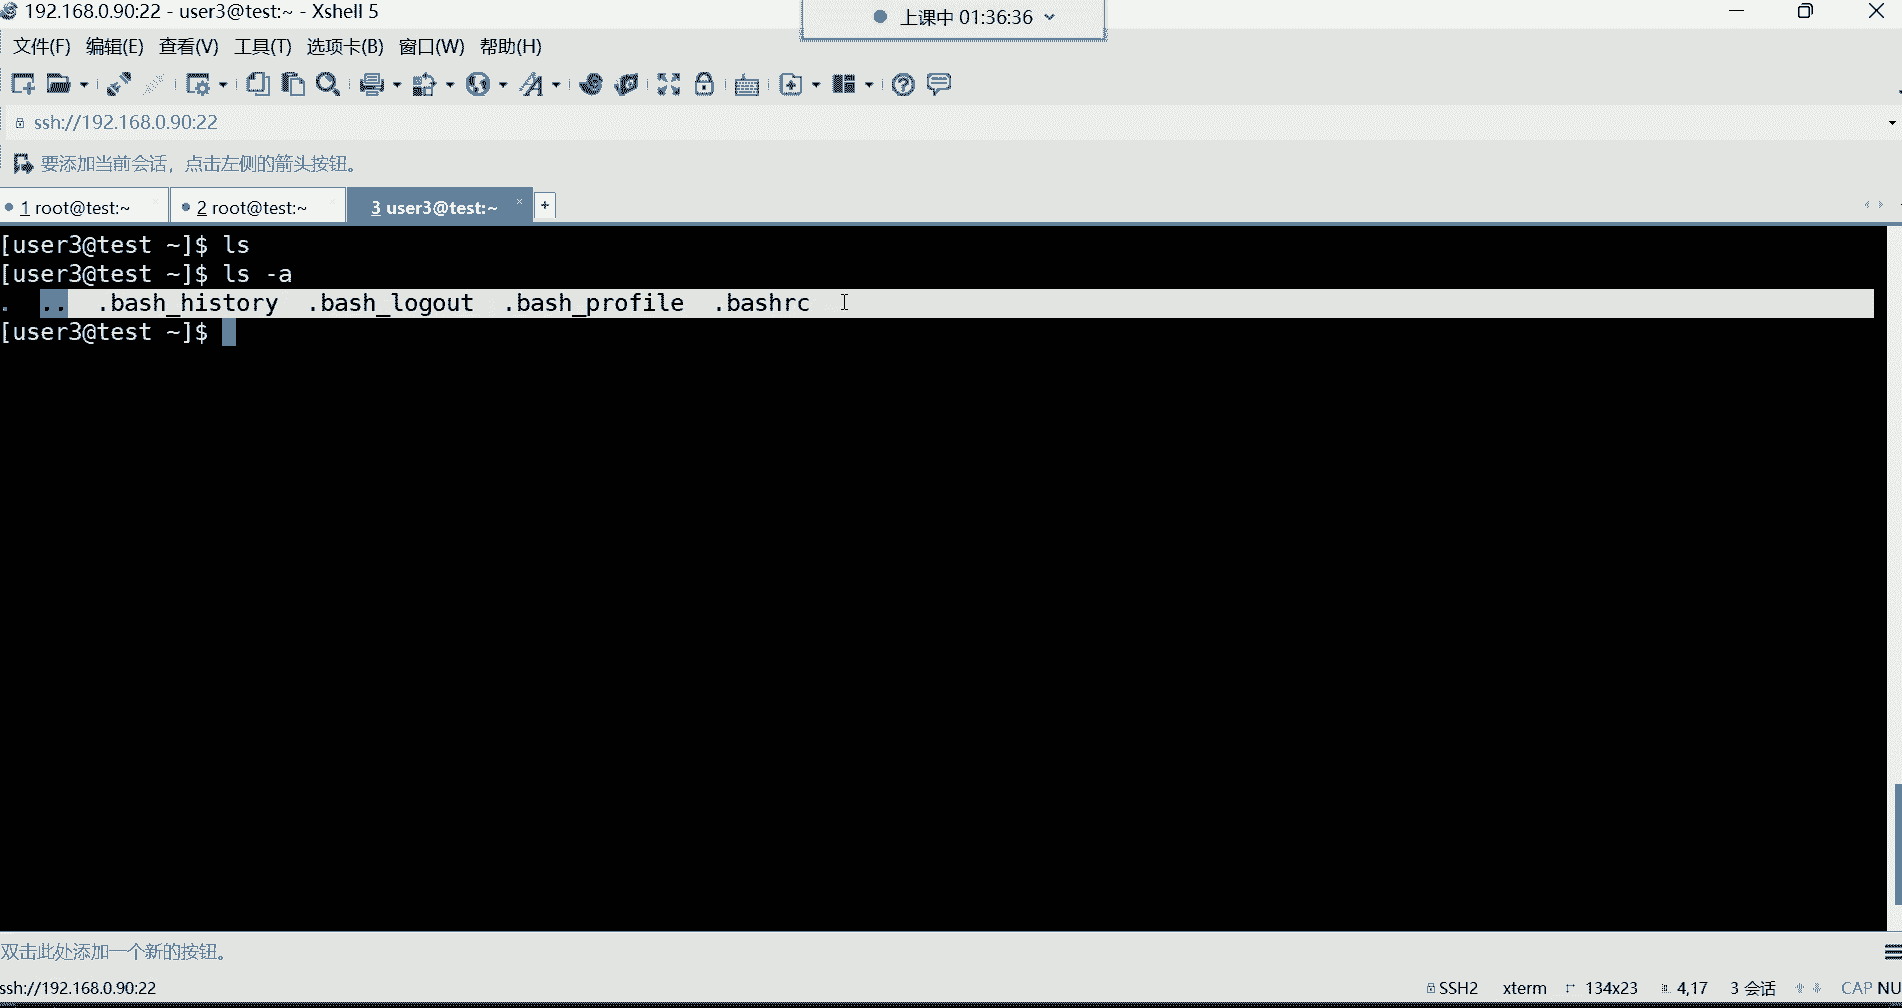 192.168.0.90:22 - user3@test:~ - Xshell 5
上课中 01:36:36
文件(F) 编辑(E) 查看(V) 工具(T) 选项卡(B) 窗口(W) 帮助(H)
ssh://192.168.0.90:22
要添加当前会话，点击左侧的箭头按钮。
1 root@test:~ 2 root@test:~ 3 user3@test:~ × +
[user3@test ~]$ ls
[user3@test ~]$ ls -a
. .. .bash_history .bash_logout .bash_profile .bashrc
[user3@test ~]$
双击此处添加一个新的按钮。
ssh://192.168.0.90:22 SSH2 xterm 134x23 4,17 3 会话 CAP NU